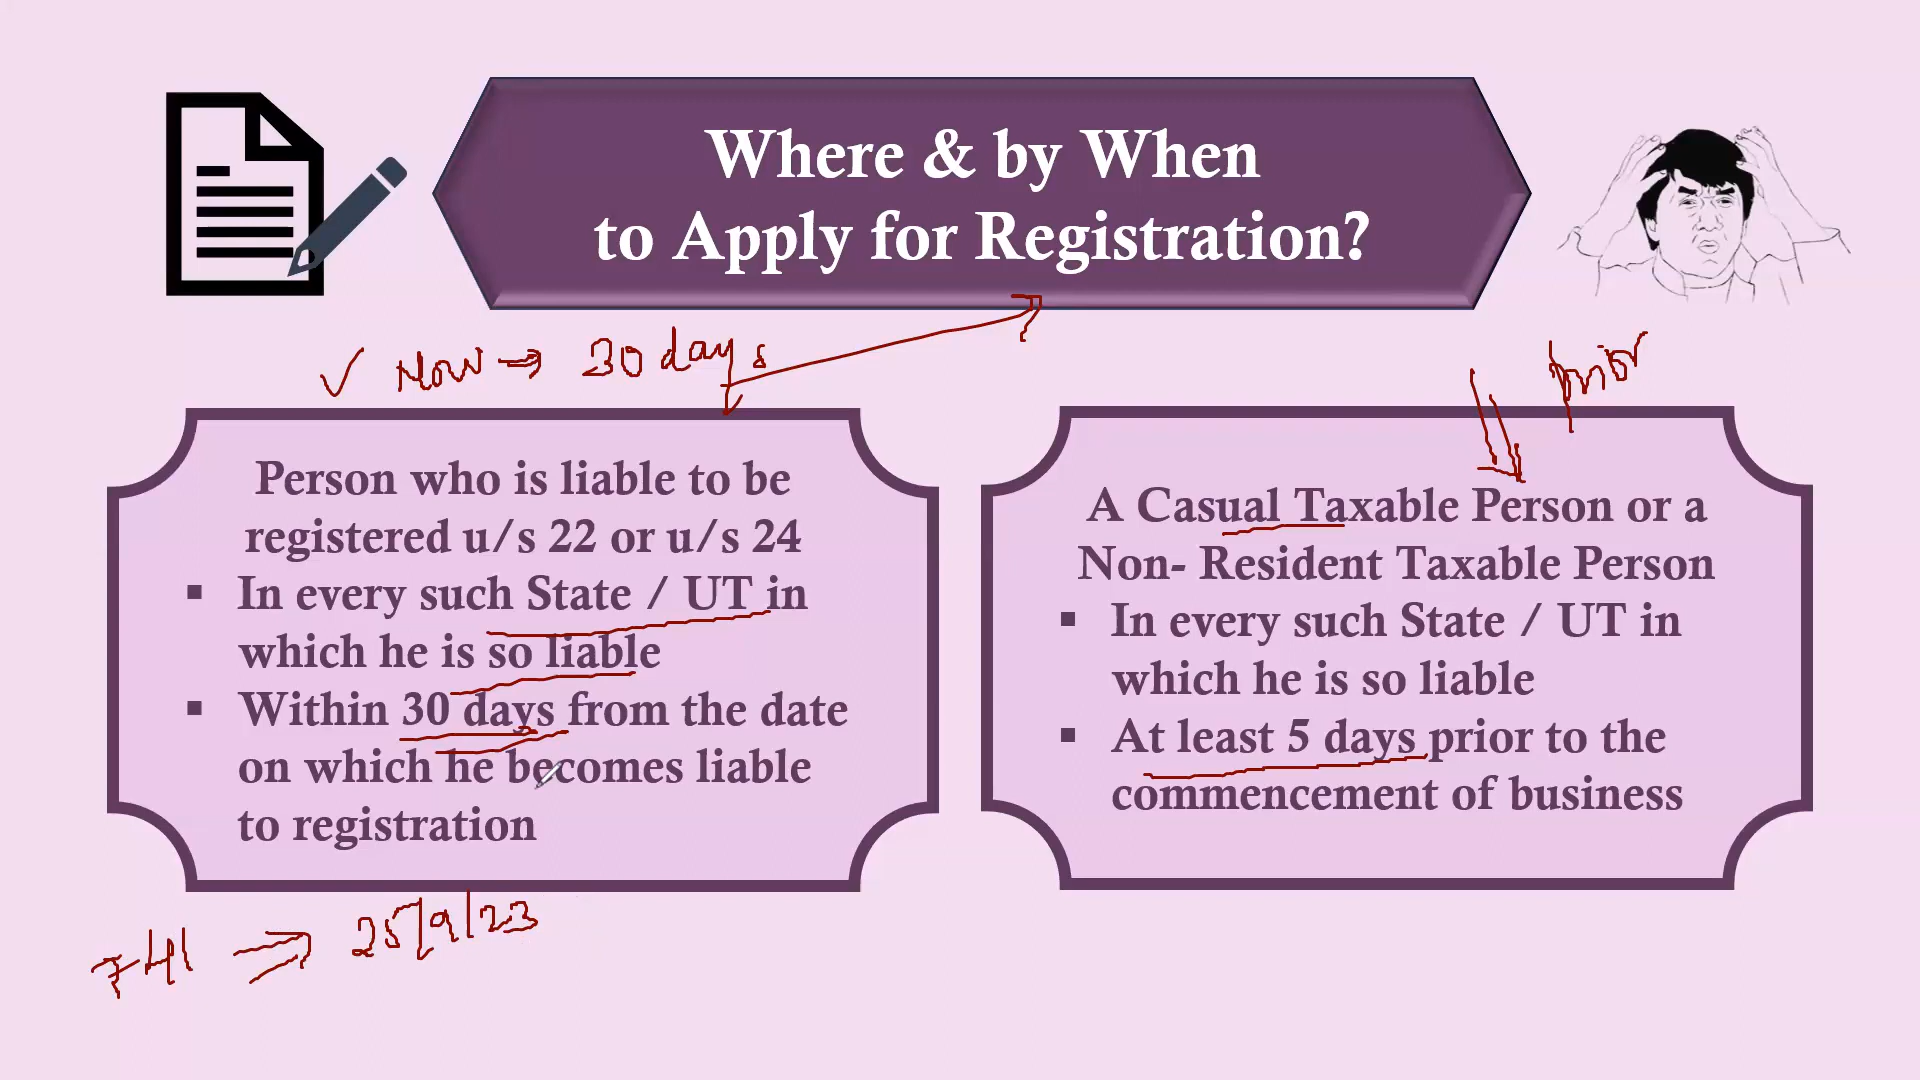 Where & by When
to Apply for Registration?
Now → 30 days
prior
Person who is liable to be
registered u/s 22 or u/s 24
▪ In every such State / UT in
which he is so liable
▪ Within 30 days from the date
on which he becomes liable
to registration
A Casual Taxable Person or a
Non- Resident Taxable Person
▪ In every such State / UT in
which he is so liable
▪ At least 5 days prior to the
commencement of business
25/9/23